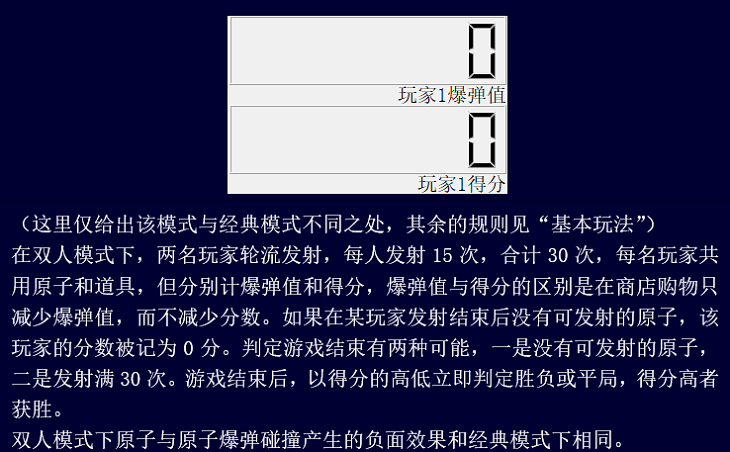 0
玩家1爆弹值
0
玩家1得分
（这里仅给出该模式与经典模式不同之处，其余的规则见“基本玩法”）
在双人模式下，两名玩家轮流发射，每人发射 15 次，合计 30 次，每名玩家共
用原子和道具，但分别计爆弹值和得分，爆弹值与得分的区别是在商店购物只
减少爆弹值，而不减少分数。如果在某玩家发射结束后没有可发射的原子，该
玩家的分数被记为 0 分。判定游戏结束有两种可能，一是没有可发射的原子，
二是发射满 30 次。游戏结束后，以得分的高低立即判定胜负或平局，得分高者
获胜。
双人模式下原子与原子爆弹碰撞产生的负面效果和经典模式下相同。